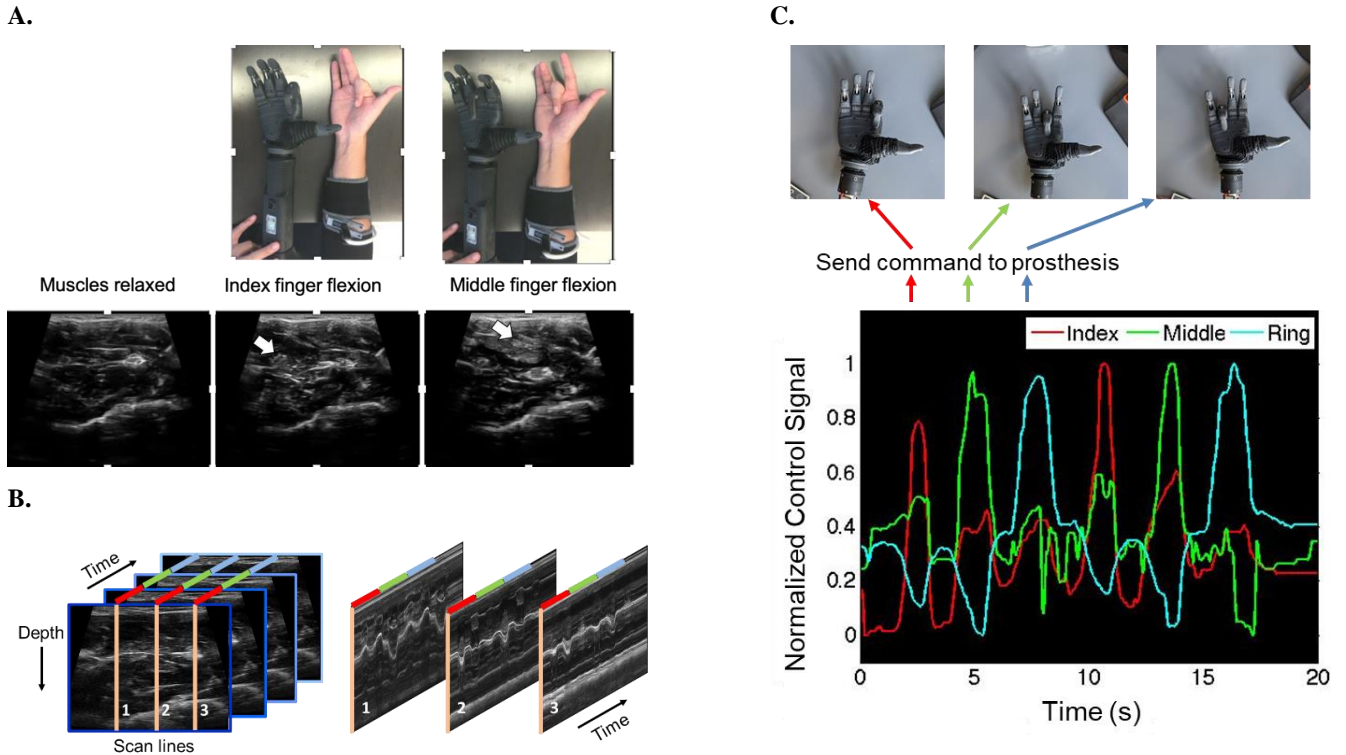 A.
Muscles relaxed
Index finger flexion
Middle finger flexion
B.
Time
Depth
1
2
3
Scan lines
1
2
3
Time
C.
Send command to prosthesis
Index
Middle
Ring
Normalized Control Signal
1
0.8
0.6
0.4
0.2
0
0
5
10
15
20
Time (s)